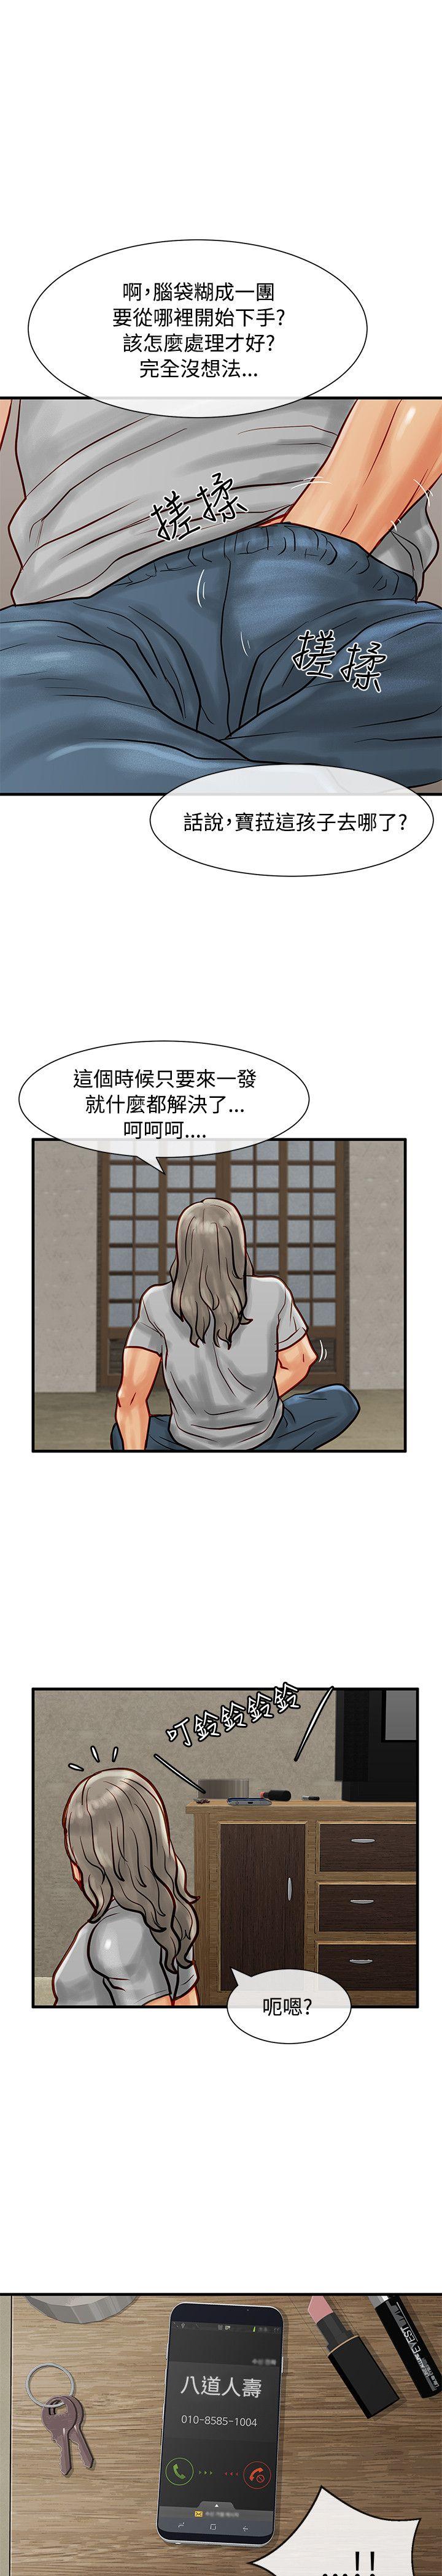 啊，腦袋糊成一團
要從哪裡開始下手?
該怎麼處理才好?
完全沒想法...
搓揉
搓揉
話說，寶菈這孩子去哪了?
這個時候只要來一發
就什麼都解決了...
呵呵呵....
叮鈴鈴鈴鈴
呃嗯?
八道人壽
010-8585-1004
...!!